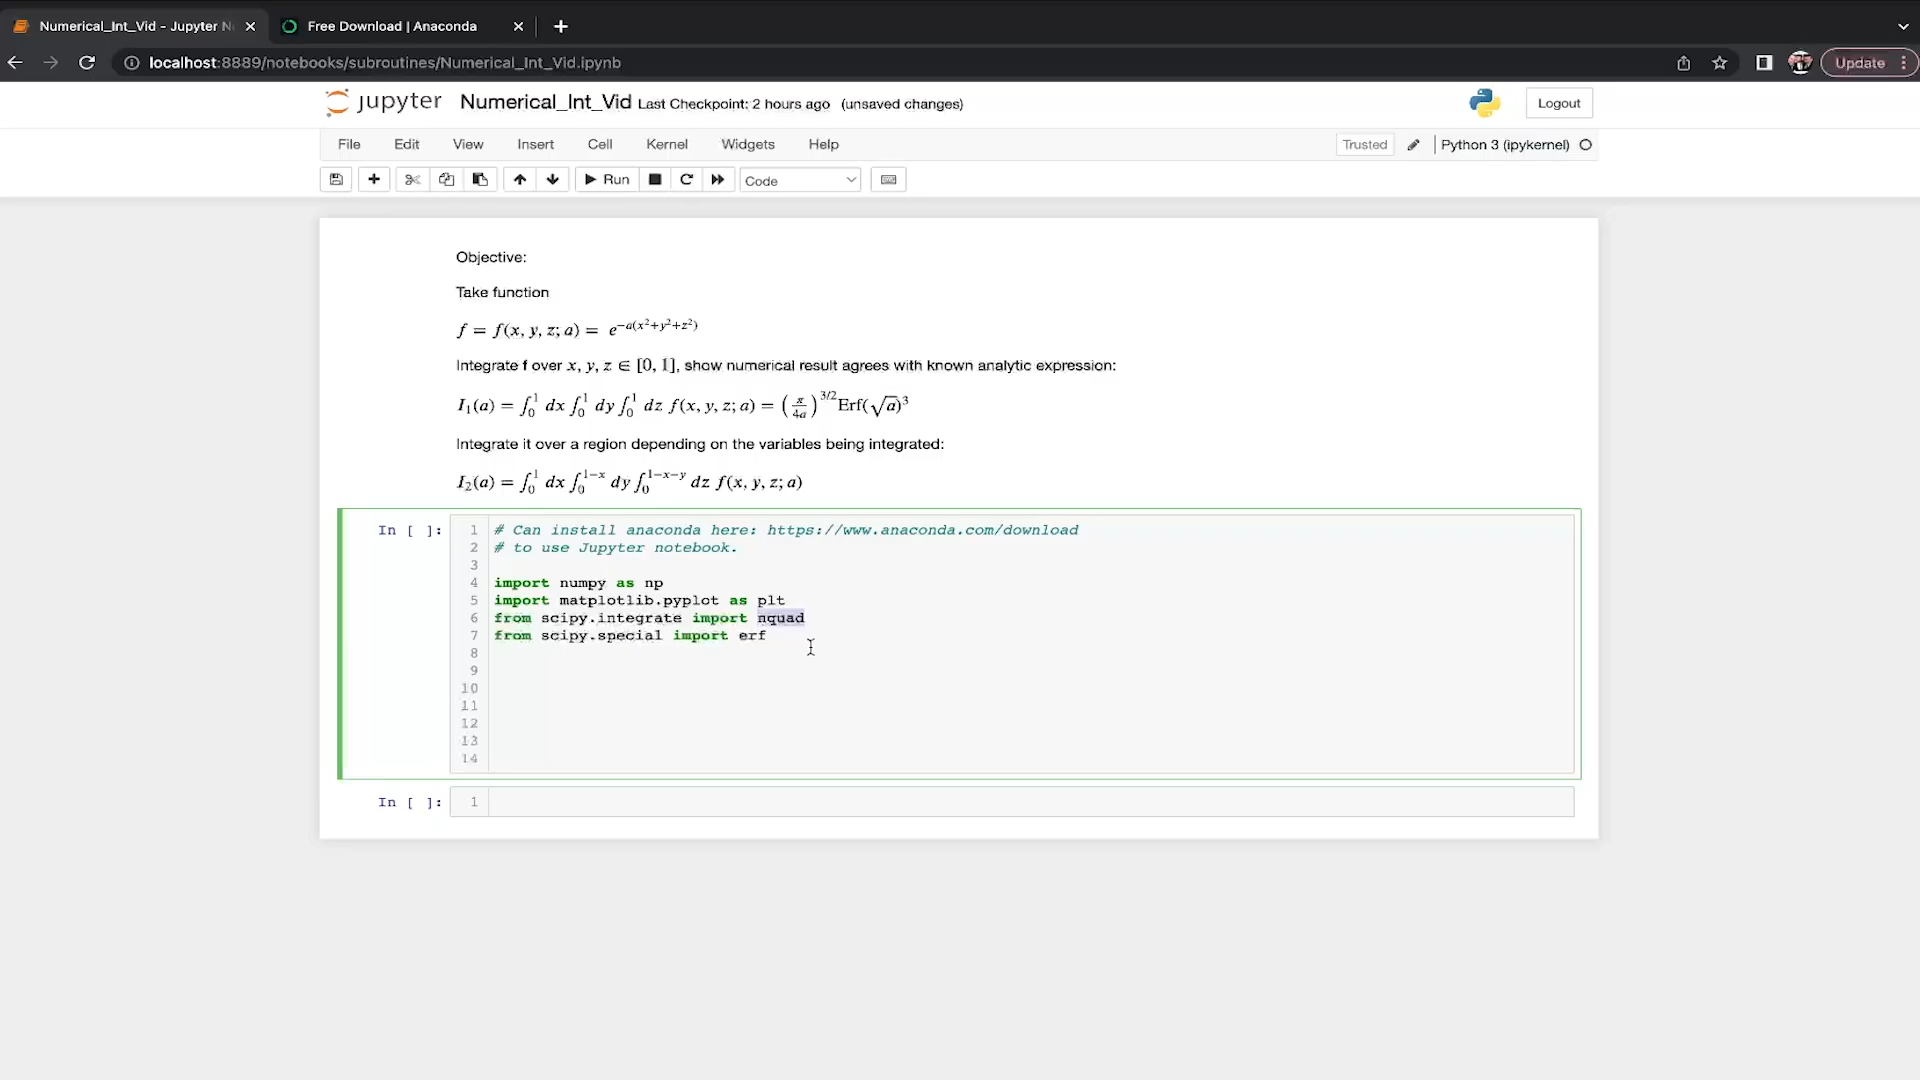 Numerical_Int_Vid - Jupyter N
Free Download | Anaconda
localhost:8889/notebooks/subroutines/Numerical_Int_Vid.ipynb
Update
jupyter Numerical_Int_Vid Last Checkpoint: 2 hours ago (unsaved changes)
Logout
File Edit View Insert Cell Kernel Widgets Help
Trusted Python 3 (ipykernel)
Run Code
Objective:
Take function
f = f(x, y, z; a) = e^{-a(x²+y²+z²)}
Integrate f over x, y, z ∈ [0, 1], show numerical result agrees with known analytic expression:
I₁(a) = ∫₀¹ dx ∫₀¹ dy ∫₀¹ dz f(x, y, z; a) = (π/4a)^{3/2} Erf(√a)³
Integrate it over a region depending on the variables being integrated:
I₂(a) = ∫₀¹ dx ∫₀^{1-x} dy ∫₀^{1-x-y} dz f(x, y, z; a)
In [ ]:
1 # Can install anaconda here: https://www.anaconda.com/download
2 # to use Jupyter notebook.
3
4 import numpy as np
5 import matplotlib.pyplot as plt
6 from scipy.integrate import nquad
7 from scipy.special import erf
8
9
10
11
12
13
14
In [ ]: 1